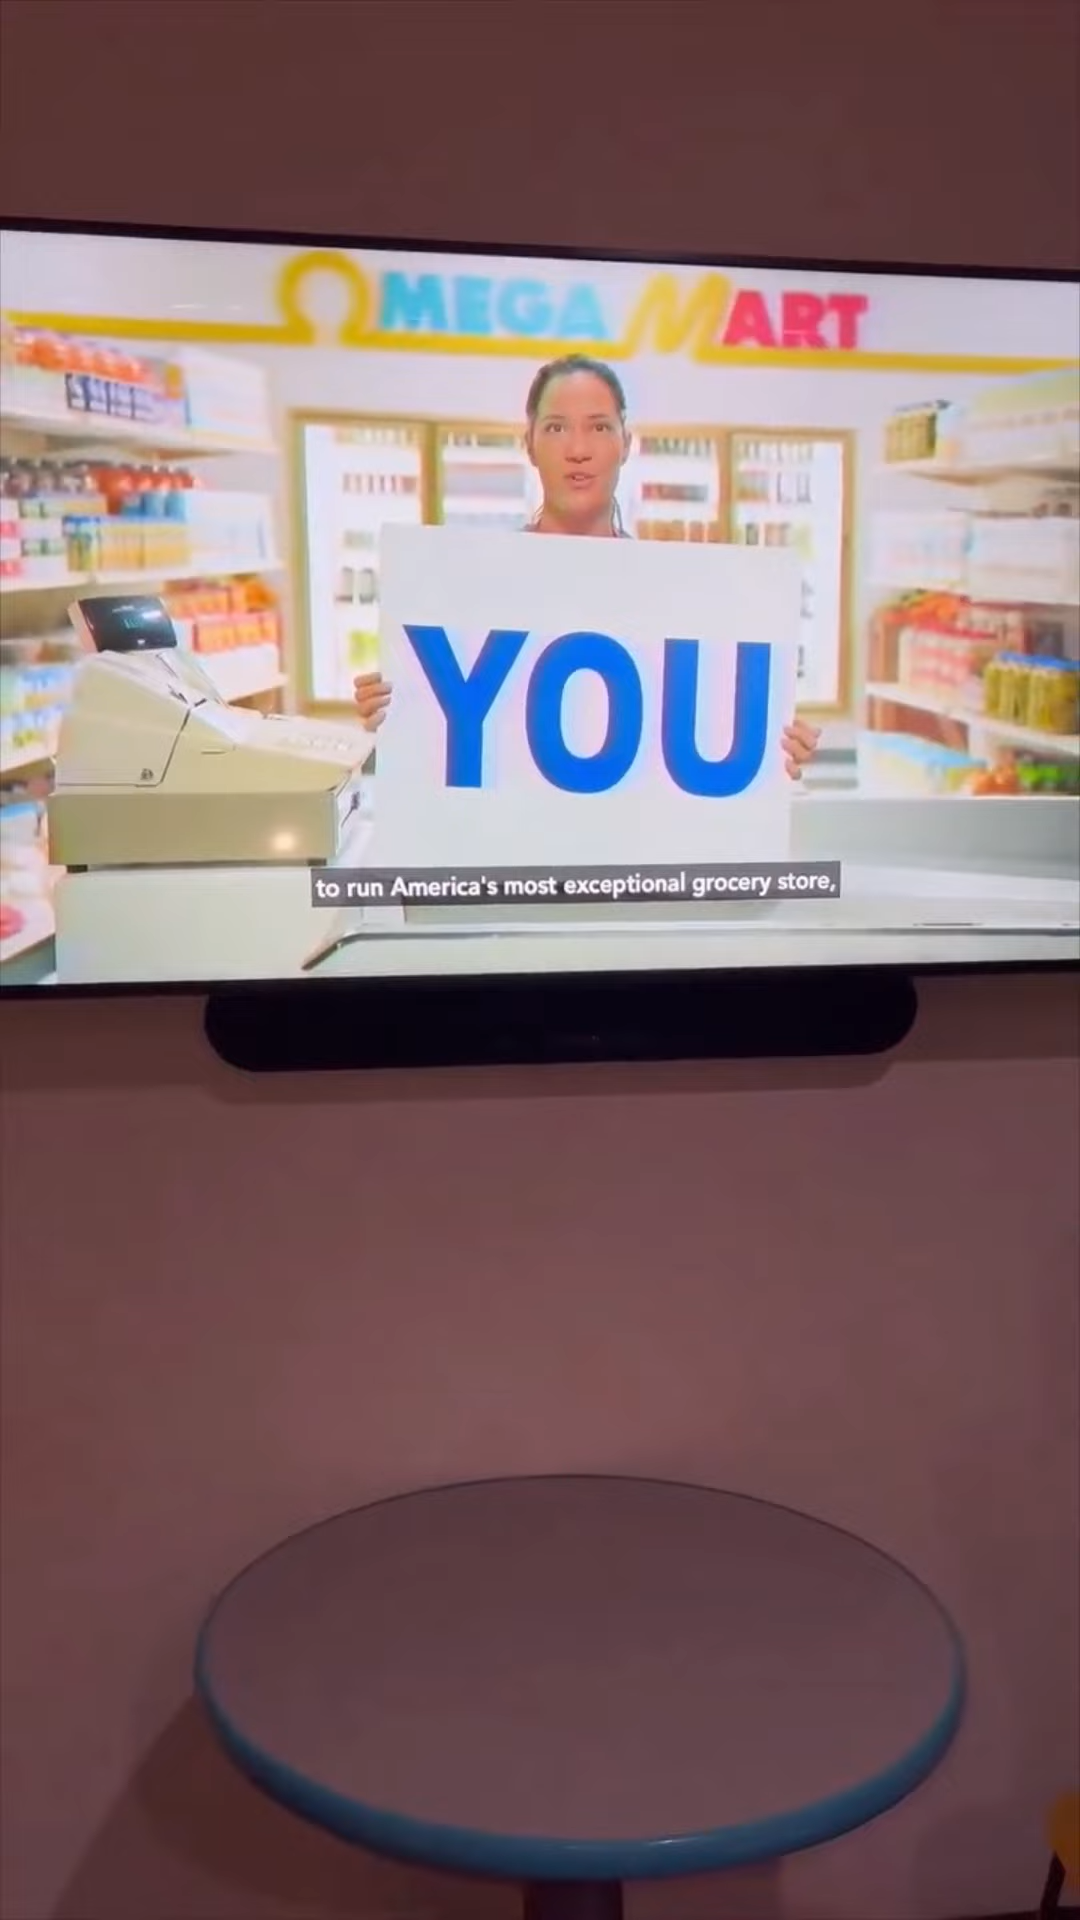 ΩMEGA MART
YOU
to run America's most exceptional grocery store,